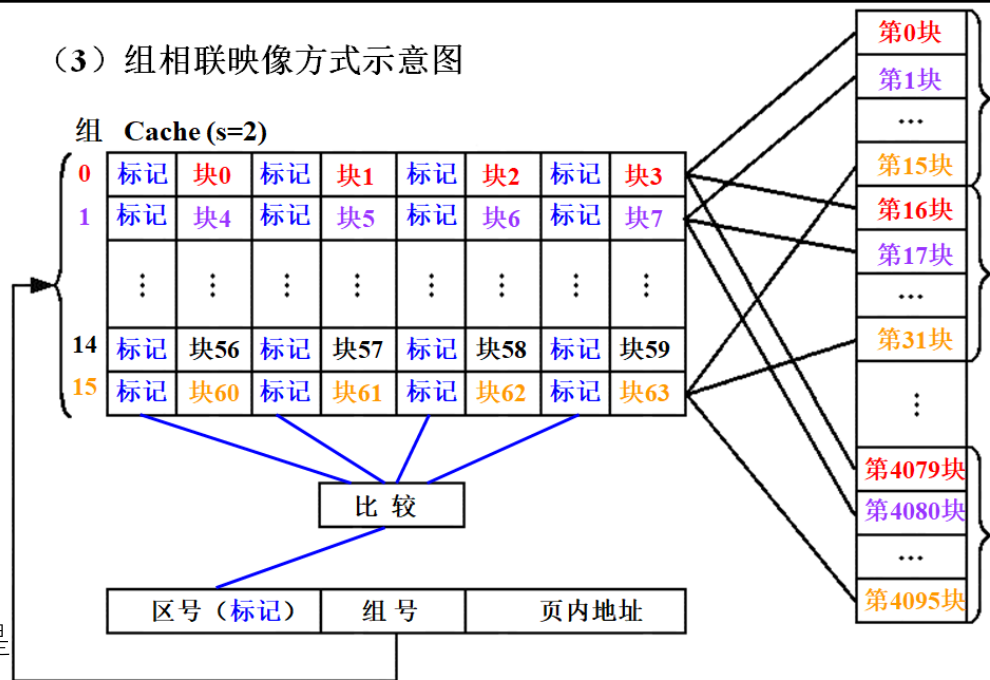 (3)组相联映像方式示意图
组 Cache (s=2)
0 标记 块0 标记 块1 标记 块2 标记 块3
1 标记 块4 标记 块5 标记 块6 标记 块7
⋮ ⋮ ⋮ ⋮ ⋮ ⋮ ⋮ ⋮
14 标记 块56 标记 块57 标记 块58 标记 块59
15 标记 块60 标记 块61 标记 块62 标记 块63
比 较
区号(标记) 组 号 页内地址
第0块
第1块
…
第15块
第16块
第17块
…
第31块
⋮
第4079块
第4080块
…
第4095块